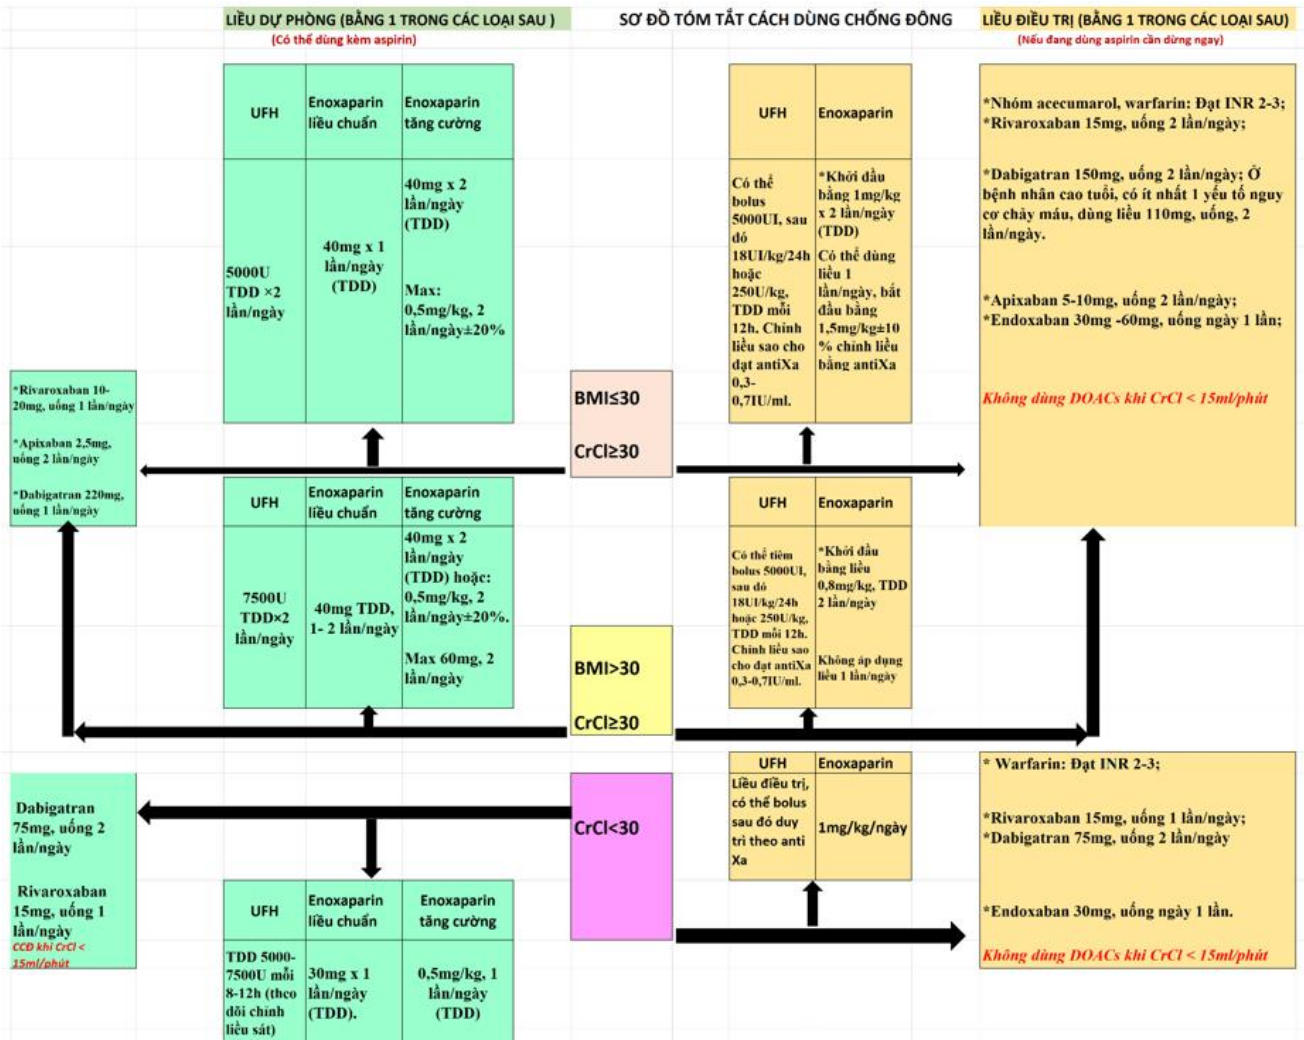 LIỀU DỰ PHÒNG (BẰNG 1 TRONG CÁC LOẠI SAU )
(Có thể dùng kèm aspirin)
SƠ ĐỒ TÓM TẮT CÁCH DÙNG CHỐNG ĐÔNG
LIỀU ĐIỀU TRỊ (BẰNG 1 TRONG CÁC LOẠI SAU)
(Nếu đang dùng aspirin cần dừng ngay)
UFH
Enoxaparin
liều chuẩn
Enoxaparin
tăng cường
5000U
TDD ×2
lần/ngày
40mg x 1
lần/ngày
(TDD)
40mg x 2
lần/ngày
(TDD)
Max:
0,5mg/kg, 2
lần/ngày±20%
UFH
Enoxaparin
Có thể
bolus
5000UI, sau
đó
18UI/kg/24h
hoặc
250U/kg,
TDD mỗi
12h. Chỉnh
liều sao cho
đạt antiXa
0,3-
0,7IU/ml.
*Khởi đầu
bằng 1mg/kg
x 2 lần/ngày
(TDD)
Có thể dùng
liều 1
lần/ngày, bắt
đầu bằng
1,5mg/kg±10
% chỉnh liều
bằng antiXa
*Nhóm acecumarol, warfarin: Đạt INR 2-3;
*Rivaroxaban 15mg, uống 2 lần/ngày;
*Dabigatran 150mg, uống 2 lần/ngày; Ở
bệnh nhân cao tuổi, có ít nhất 1 yếu tố nguy
cơ chảy máu, dùng liều 110mg, uống, 2
lần/ngày.
*Apixaban 5-10mg, uống 2 lần/ngày;
*Endoxaban 30mg -60mg, uống ngày 1 lần;
Không dùng DOACs khi CrCl < 15ml/phút
*Rivaroxaban 10-
20mg, uống 1 lần/ngày
*Apixaban 2,5mg,
uống 2 lần/ngày
*Dabigatran 220mg,
uống 1 lần/ngày
BMI≤30
CrCl≥30
UFH
Enoxaparin
liều chuẩn
Enoxaparin
tăng cường
7500U
TDD×2
lần/ngày
40mg TDD,
1- 2 lần/ngày
40mg x 2
lần/ngày
(TDD) hoặc:
0,5mg/kg, 2
lần/ngày±20%.
Max 60mg, 2
lần/ngày
BMI>30
CrCl≥30
UFH
Enoxaparin
Có thể tiêm
bolus 5000UI,
sau đó
18UI/kg/24h
hoặc 250U/kg,
TDD mỗi 12h.
Chỉnh liều sao
cho đạt antiXa
0,3-0,7IU/ml.
*Khởi đầu
bằng liều
0,8mg/kg, TDD
2 lần/ngày
Không áp dụng
liều 1 lần/ngày
Dabigatran
75mg, uống 2
lần/ngày
Rivaroxaban
15mg, uống 1
lần/ngày
CCĐ khi CrCl <
15ml/phút
CrCl<30
UFH
Enoxaparin
Liều điều trị,
có thể bolus
sau đó duy
trì theo anti
Xa
1mg/kg/ngày
* Warfarin: Đạt INR 2-3;
*Rivaroxaban 15mg, uống 1 lần/ngày;
*Dabigatran 75mg, uống 2 lần/ngày
*Endoxaban 30mg, uống ngày 1 lần.
Không dùng DOACs khi CrCl < 15ml/phút
UFH
Enoxaparin
liều chuẩn
Enoxaparin
tăng cường
TDD 5000-
7500U mỗi
8-12h (theo
dõi chỉnh
liều sát)
30mg x 1
lần/ngày
(TDD).
0,5mg/kg, 1
lần/ngày
(TDD)